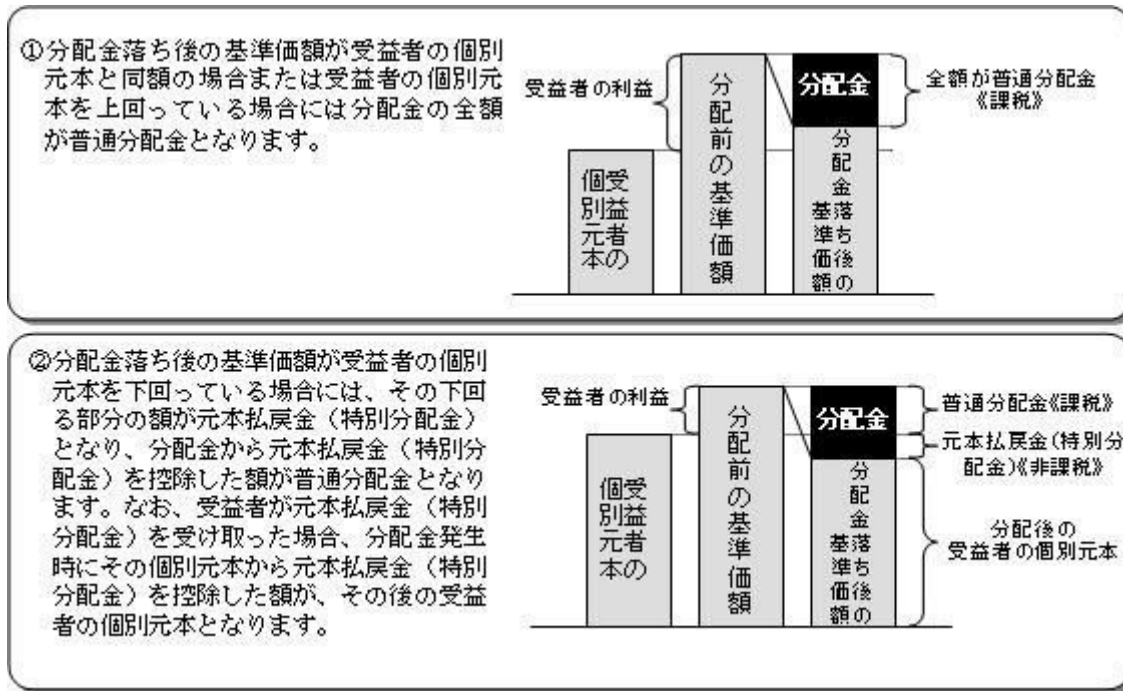 ①分配金落ち後の基準価額が受益者の個別
元本と同額の場合または受益者の個別元
本を上回っている場合には分配金の全額
が普通分配金となります。
受益者の利益
受益者の
個別元本
分配前の基準価額
分配金
分配金落ち後の
基準価額
全額が普通分配金
《課税》
②分配金落ち後の基準価額が受益者の個別
元本を下回っている場合には、その下回
る部分の額が元本払戻金（特別分配金）
となり、分配金から元本払戻金（特別分
配金）を控除した額が普通分配金となり
ます。なお、受益者が元本払戻金（特別
分配金）を受け取った場合、分配金発生
時にその個別元本から元本払戻金（特別
分配金）を控除した額が、その後の受益
者の個別元本となります。
受益者の利益
受益者の
個別元本
分配前の基準価額
分配金
分配金落ち後の
基準価額
普通分配金《課税》
元本払戻金(特別分
配金)《非課税》
分配後の
受益者の個別元本